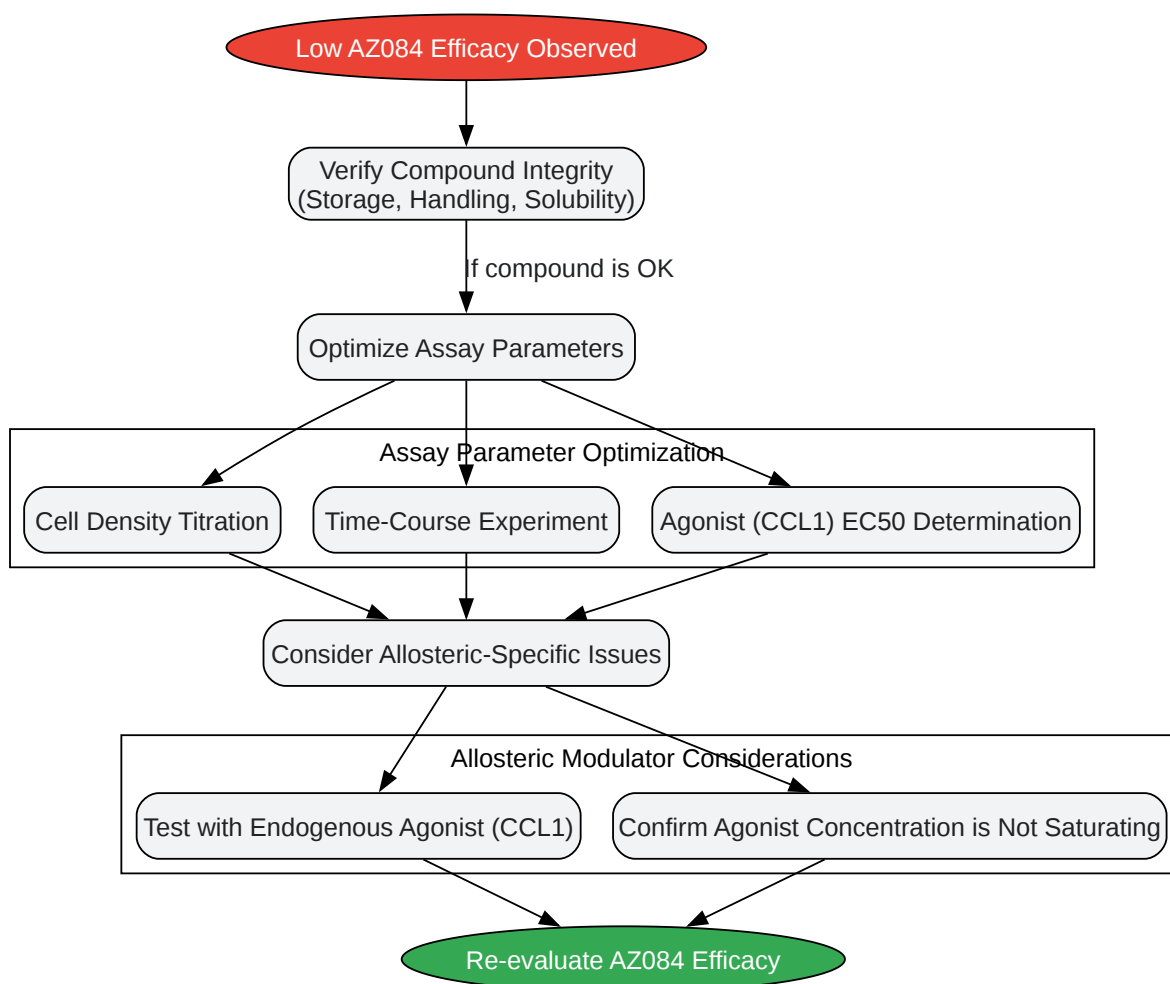 Low AZ084 Efficacy Observed
Verify Compound Integrity
(Storage, Handling, Solubility)
If compound is OK
Optimize Assay Parameters
Assay Parameter Optimization
Cell Density Titration
Time-Course Experiment
Agonist (CCL1) EC50 Determination
Consider Allosteric-Specific Issues
Allosteric Modulator Considerations
Test with Endogenous Agonist (CCL1)
Confirm Agonist Concentration is Not Saturating
Re-evaluate AZ084 Efficacy